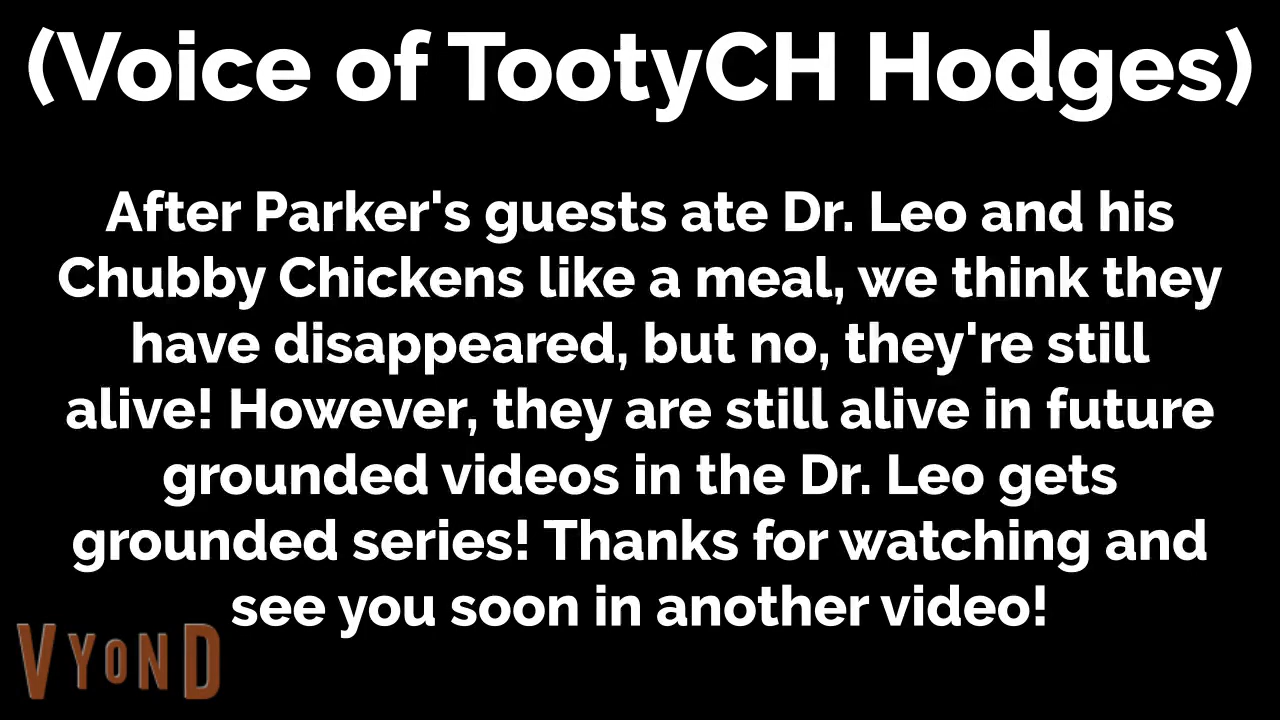 (Voice of TootyCH Hodges)
After Parker's guests ate Dr. Leo and his
Chubby Chickens like a meal, we think they
have disappeared, but no, they're still
alive! However, they are still alive in future
grounded videos in the Dr. Leo gets
grounded series! Thanks for watching and
see you soon in another video!
VYOND